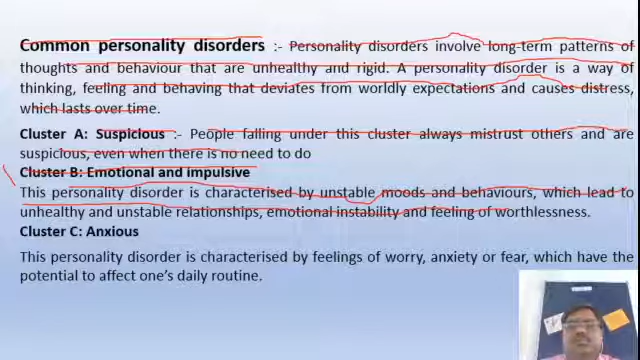 Common personality disorders :- Personality disorders involve long-term patterns of
thoughts and behaviour that are unhealthy and rigid. A personality disorder is a way of
thinking, feeling and behaving that deviates from worldly expectations and causes distress,
which lasts over time.
Cluster A: Suspicious :- People falling under this cluster always mistrust others and are
suspicious, even when there is no need to do
Cluster B: Emotional and impulsive
This personality disorder is characterised by unstable moods and behaviours, which lead to
unhealthy and unstable relationships, emotional instability and feeling of worthlessness.
Cluster C: Anxious
This personality disorder is characterised by feelings of worry, anxiety or fear, which have the
potential to affect one's daily routine.